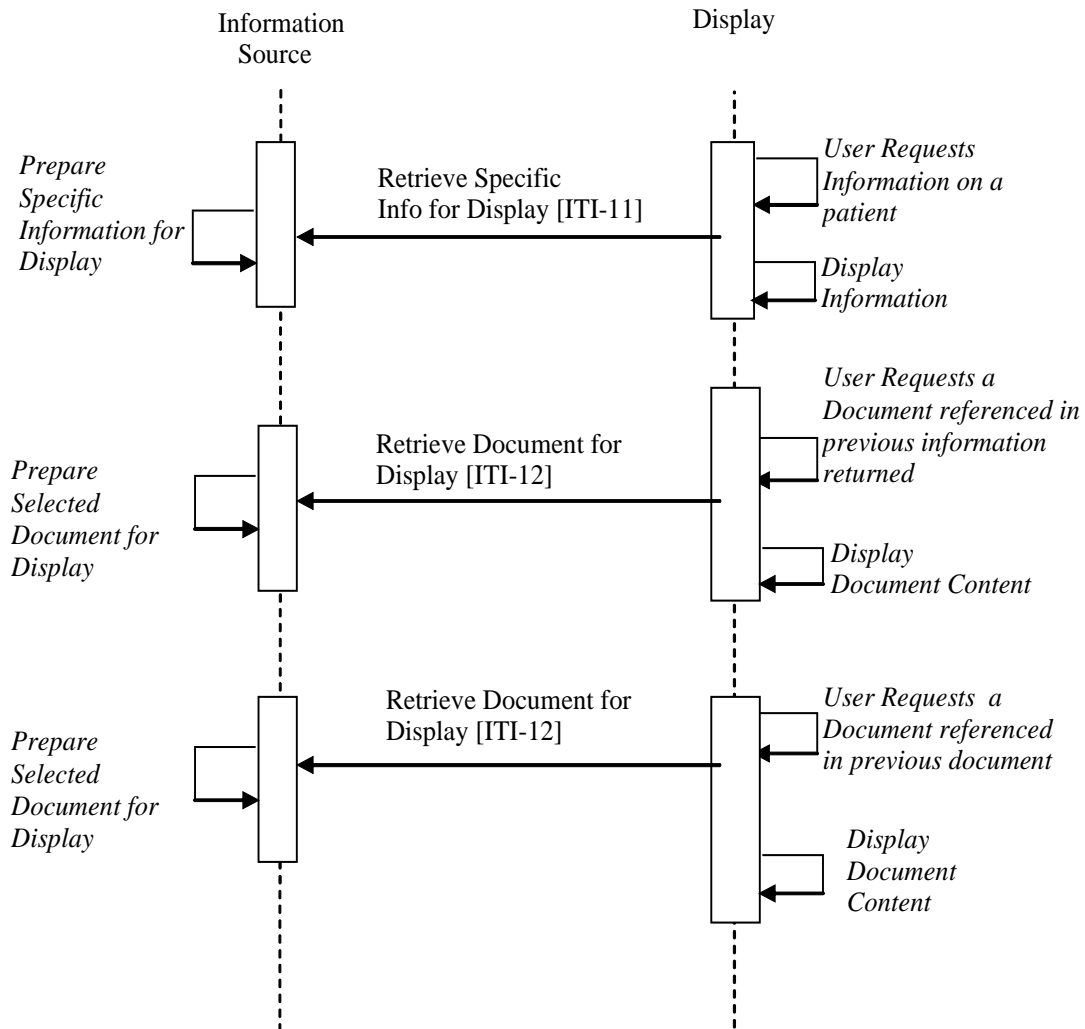 Information
Source
Display
Prepare
Specific
Information for
Display
Retrieve Specific
Info for Display [ITI-11]
User Requests
Information on a
patient
Display
Information
Prepare
Selected
Document for
Display
Retrieve Document for
Display [ITI-12]
User Requests a
Document referenced in
previous information
returned
Display
Document Content
Prepare
Selected
Document for
Display
Retrieve Document for
Display [ITI-12]
User Requests  a
Document referenced
in previous document
Display
Document
Content